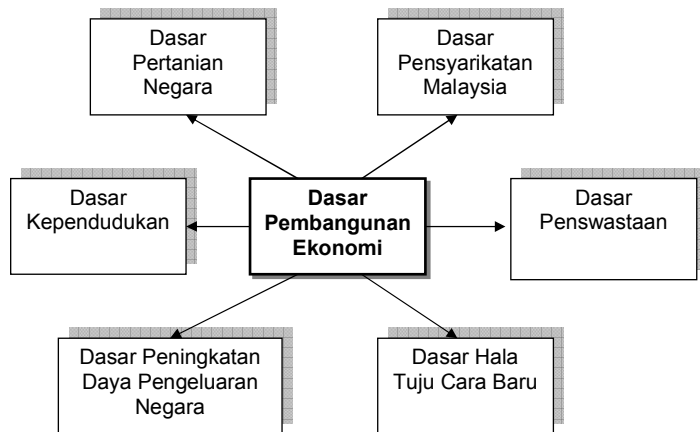 Dasar
Pertanian
Negara
Dasar
Pensyarikatan
Malaysia
Dasar
Kependudukan
Dasar
Pembangunan
Ekonomi
Dasar
Penswastaan
Dasar Peningkatan
Daya Pengeluaran
Negara
Dasar Hala
Tuju Cara Baru